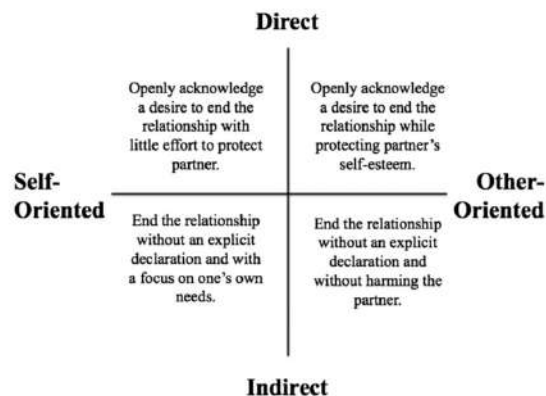 Direct
Openly acknowledge
a desire to end the
relationship with
little effort to protect
partner.
Openly acknowledge
a desire to end the
relationship while
protecting partner’s
self-esteem.
Self-
Oriented
Other-
Oriented
End the relationship
without an explicit
declaration and with
a focus on one’s own
needs.
End the relationship
without an explicit
declaration and
without harming the
partner.
Indirect